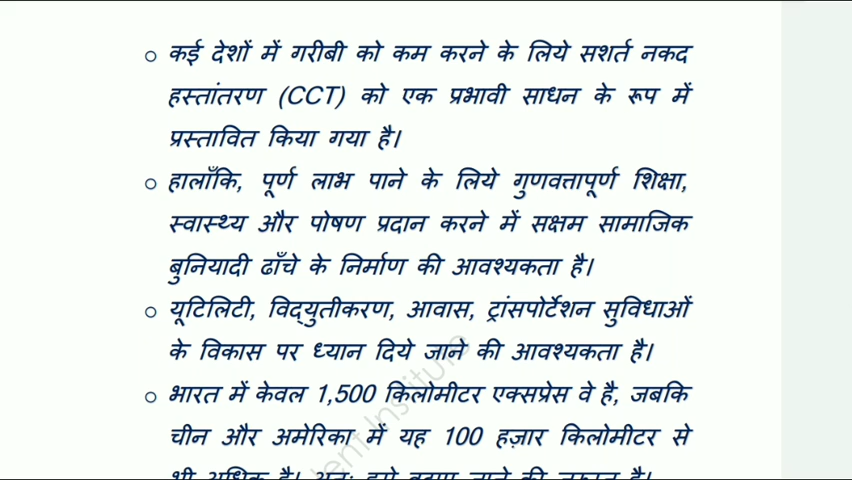 कई देशों में गरीबी को कम करने के लिये सशर्त नकद
हस्तांतरण (CCT) को एक प्रभावी साधन के रूप में
प्रस्तावित किया गया है।
हालाँकि, पूर्ण लाभ पाने के लिये गुणवत्तापूर्ण शिक्षा,
स्वास्थ्य और पोषण प्रदान करने में सक्षम सामाजिक
बुनियादी ढाँचे के निर्माण की आवश्यकता है।
यूटिलिटी, विद्युतीकरण, आवास, ट्रांसपोर्टेशन सुविधाओं
के विकास पर ध्यान दिये जाने की आवश्यकता है।
भारत में केवल 1,500 किलोमीटर एक्सप्रेस वे है, जबकि
चीन और अमेरिका में यह 100 हज़ार किलोमीटर से